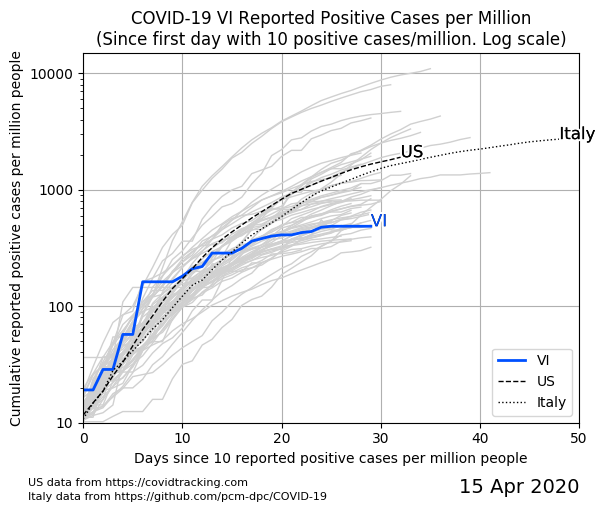 COVID-19 VI Reported Positive Cases per Million
(Since first day with 10 positive cases/million. Log scale)
Cumulative reported positive cases per million people
10000
1000
100
10
Italy
US
VI
VI
US
Italy
0
10
20
30
40
50
Days since 10 reported positive cases per million people
US data from https://covidtracking.com
Italy data from https://github.com/pcm-dpc/COVID-19
15 Apr 2020